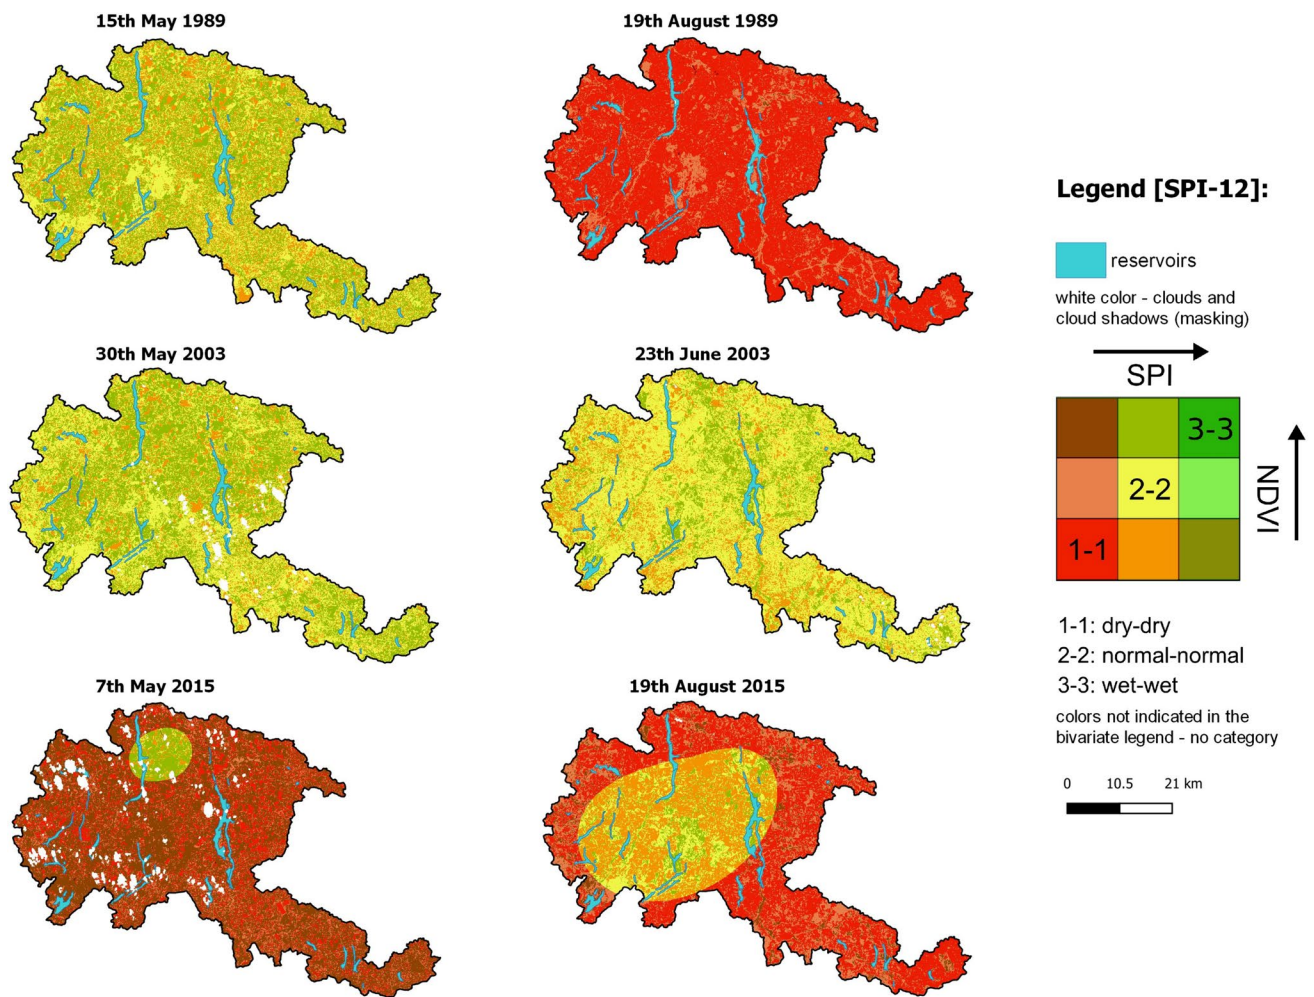 15th May 1989
19th August 1989
30th May 2003
23th June 2003
7th May 2015
19th August 2015
Legend [SPI-12]:
reservoirs
white color - clouds and
cloud shadows (masking)
SPI
3-3
2-2
1-1
NDVI
1-1: dry-dry
2-2: normal-normal
3-3: wet-wet
colors not indicated in the
bivariate legend - no category
0 10.5 21 km